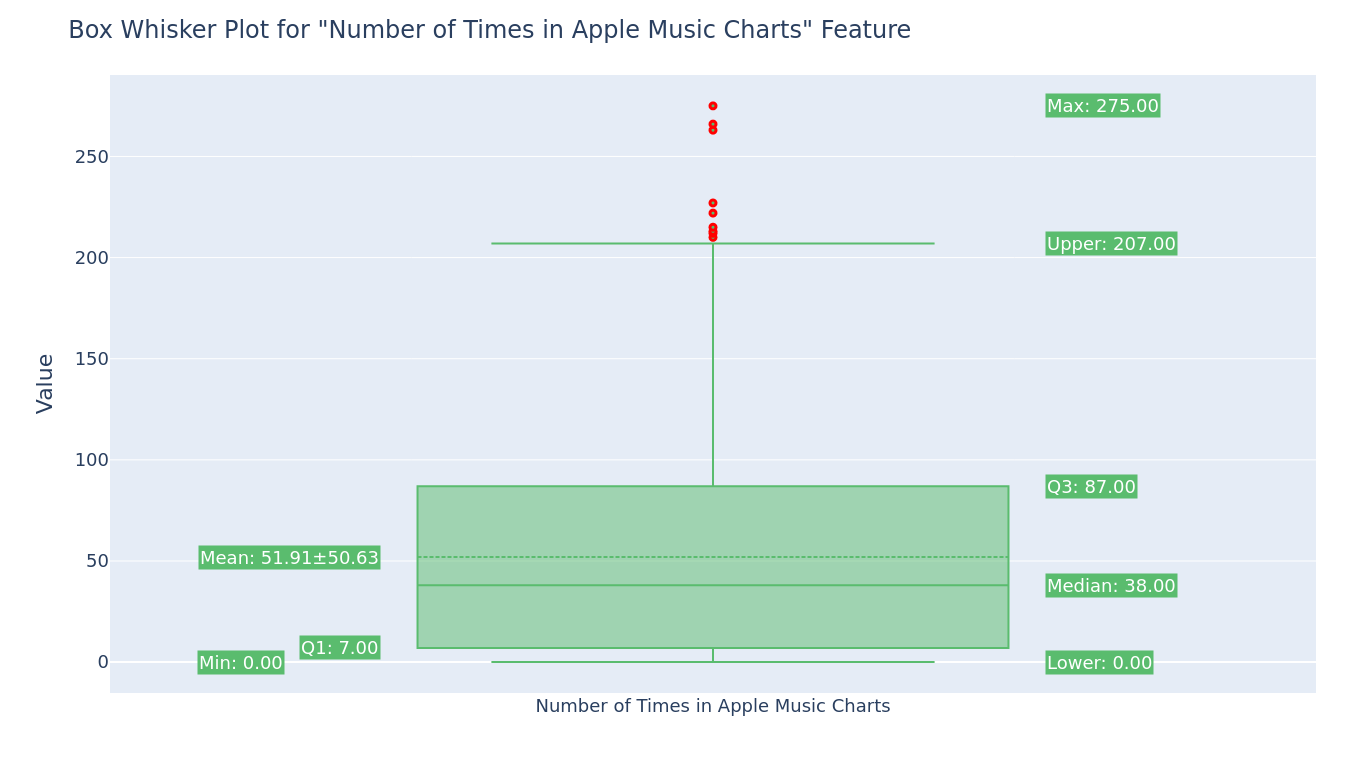 Box Whisker Plot for "Number of Times in Apple Music Charts" Feature
Max: 275.00
250
Upper: 207.00
200
150
Value
100
Q3: 87.00
Mean: 51.91±50.63
50
Median: 38.00
Q1: 7.00
0
Min: 0.00
Lower: 0.00
Number of Times in Apple Music Charts